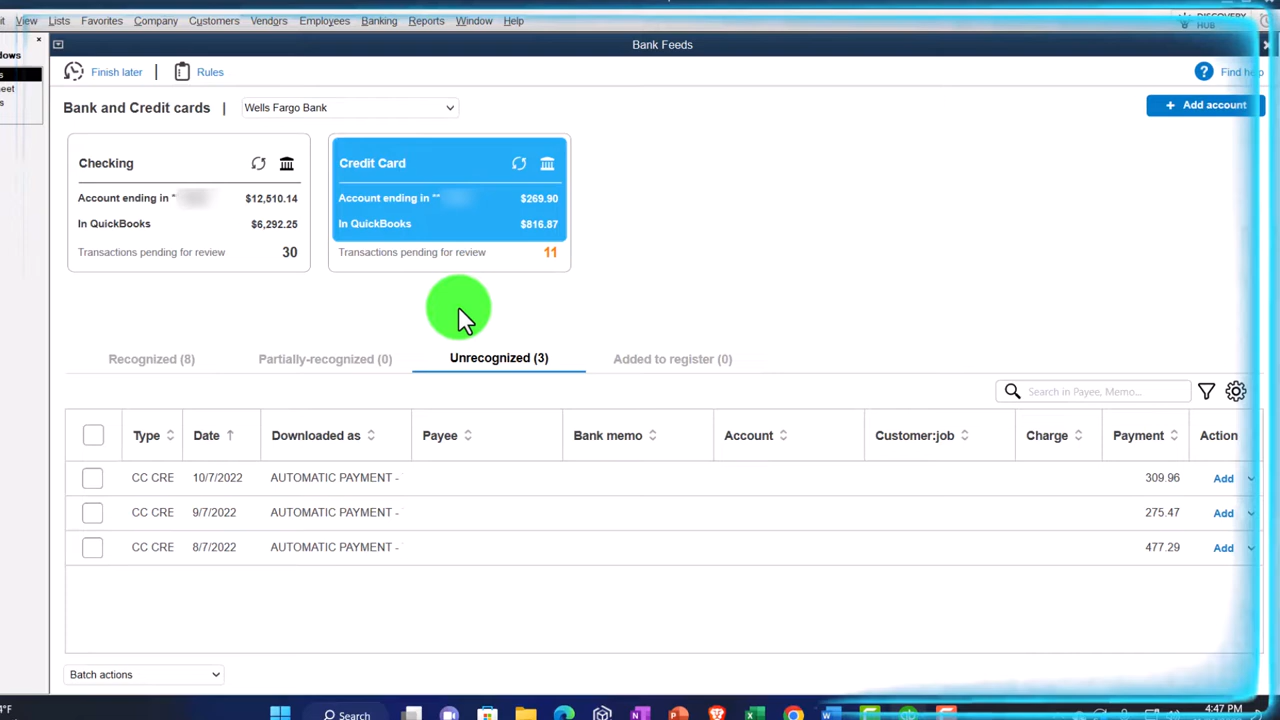 View Lists Favorites Company Customers Vendors Employees Banking Reports Window Help
DISCOVERY
HUB
Bank Feeds
Finish later | Rules
Find help
Bank and Credit cards | Wells Fargo Bank
+ Add account
Checking
Account ending in * $12,510.14
In QuickBooks $6,292.25
Transactions pending for review 30
Credit Card
Account ending in ** $269.90
In QuickBooks $816.87
Transactions pending for review 11
Recognized (8) Partially-recognized (0) Unrecognized (3) Added to register (0)
Search in Payee, Memo...
Type Date Downloaded as Payee Bank memo Account Customer:job Charge Payment Action
CC CRE 10/7/2022 AUTOMATIC PAYMENT - 309.96 Add
CC CRE 9/7/2022 AUTOMATIC PAYMENT - 275.47 Add
CC CRE 8/7/2022 AUTOMATIC PAYMENT - 477.29 Add
Batch actions
Search
4:47 PM